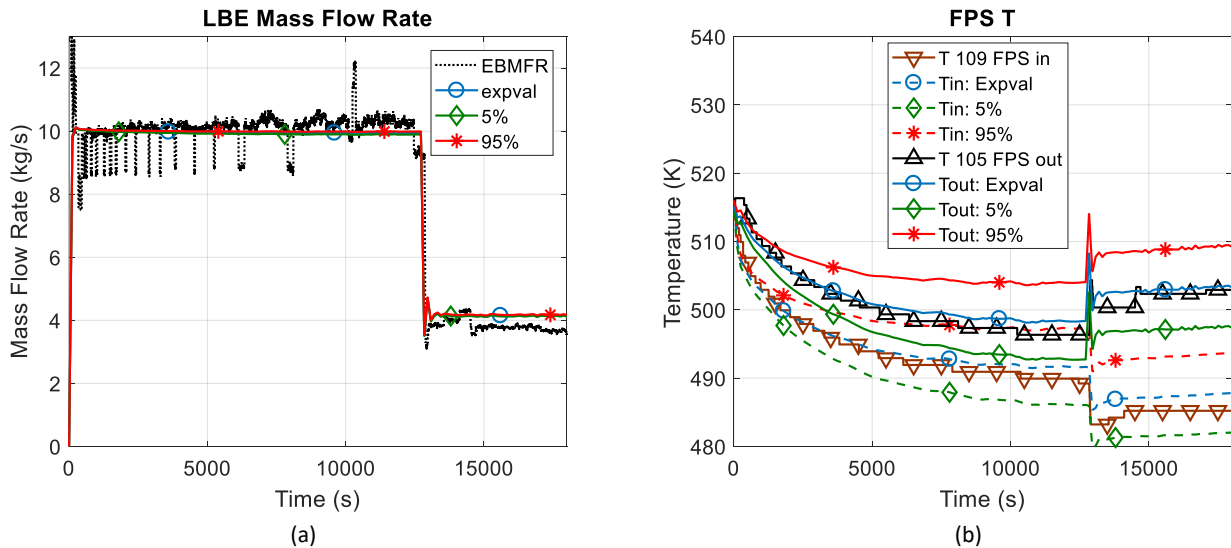 LBE Mass Flow Rate
12
10
8
6
4
2
0
0
5000
10000
15000
Mass Flow Rate (kg/s)
Time (s)
EBMFR
expval
5%
95%
(a)
FPS T
540
530
520
510
500
490
480
0
5000
10000
15000
Temperature (K)
Time (s)
T 109 FPS in
Tin: Expval
Tin: 5%
Tin: 95%
T 105 FPS out
Tout: Expval
Tout: 5%
Tout: 95%
(b)